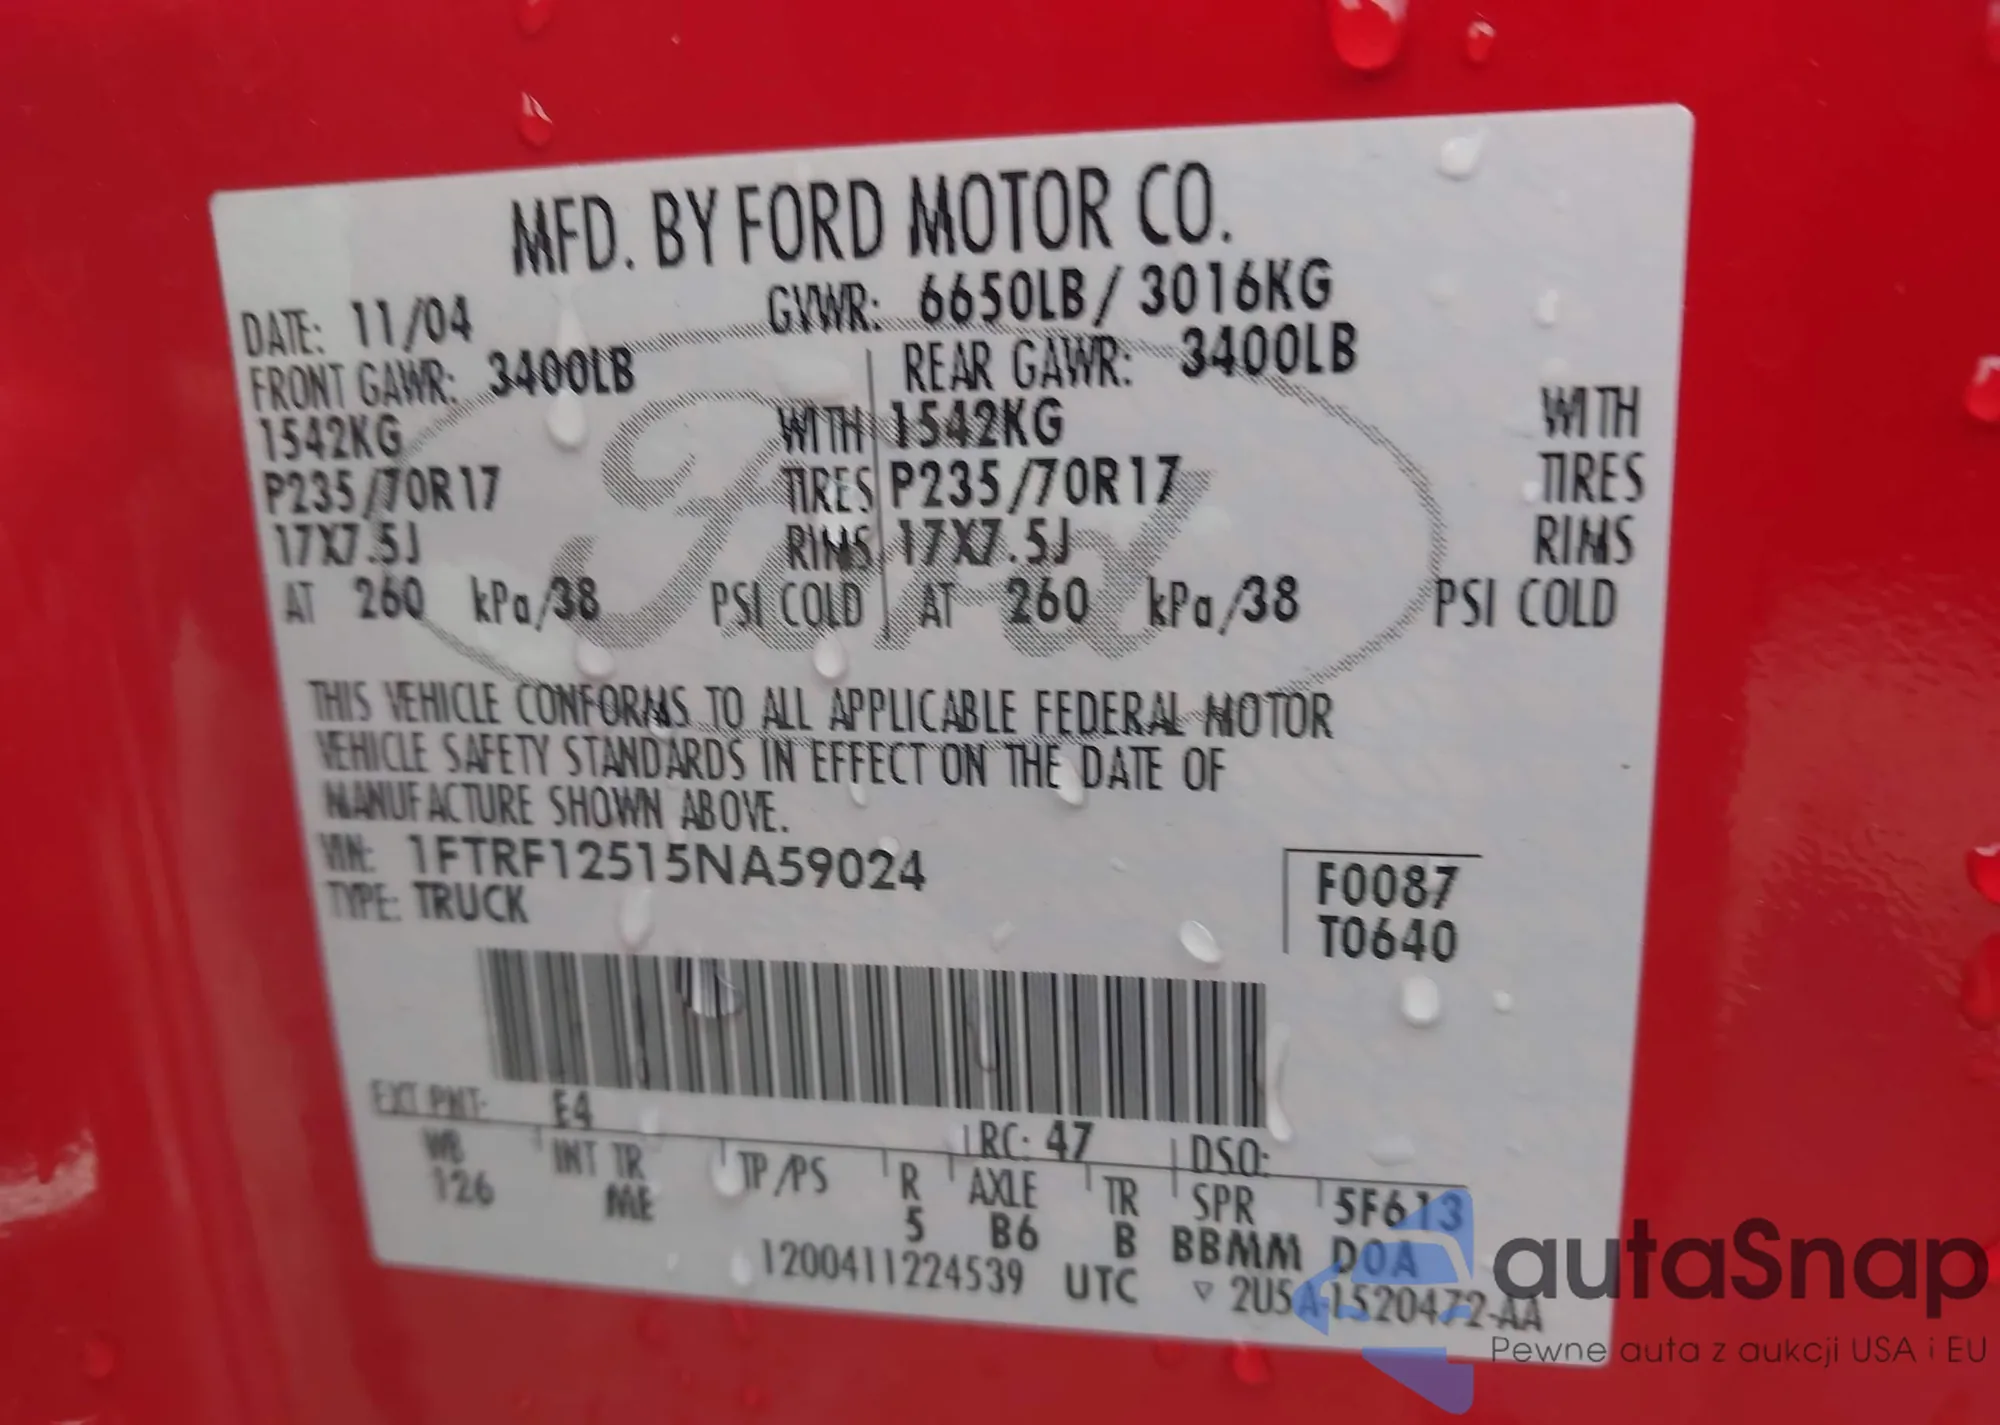 MFD. BY FORD MOTOR CO.
DATE: 11/04 GVWR: 6650LB / 3016KG
FRONT GAWR: 3400LB REAR GAWR: 3400LB
1542KG WITH 1542KG WITH
P235/70R17 TIRES P235/70R17 TIRES
17X7.5J RIMS 17X7.5J RIMS
AT 260 kPa/38 PSI COLD AT 260 kPa/38 PSI COLD
Ford
THIS VEHICLE CONFORMS TO ALL APPLICABLE FEDERAL MOTOR
VEHICLE SAFETY STANDARDS IN EFFECT ON THE DATE OF
MANUFACTURE SHOWN ABOVE.
VIN: 1FTRF12515NA59024
TYPE: TRUCK
F0087
T0640
EXT PNT: E4 RC: 47 DSO:
WB INT TR TP/PS R AXLE TR SPR 5F613
126 ME 5 B6 B BBMM DOA
1200411224539 UTC ▽ 2U5A-1520472-AA
autaSnap
Pewne auta z aukcji USA i EU